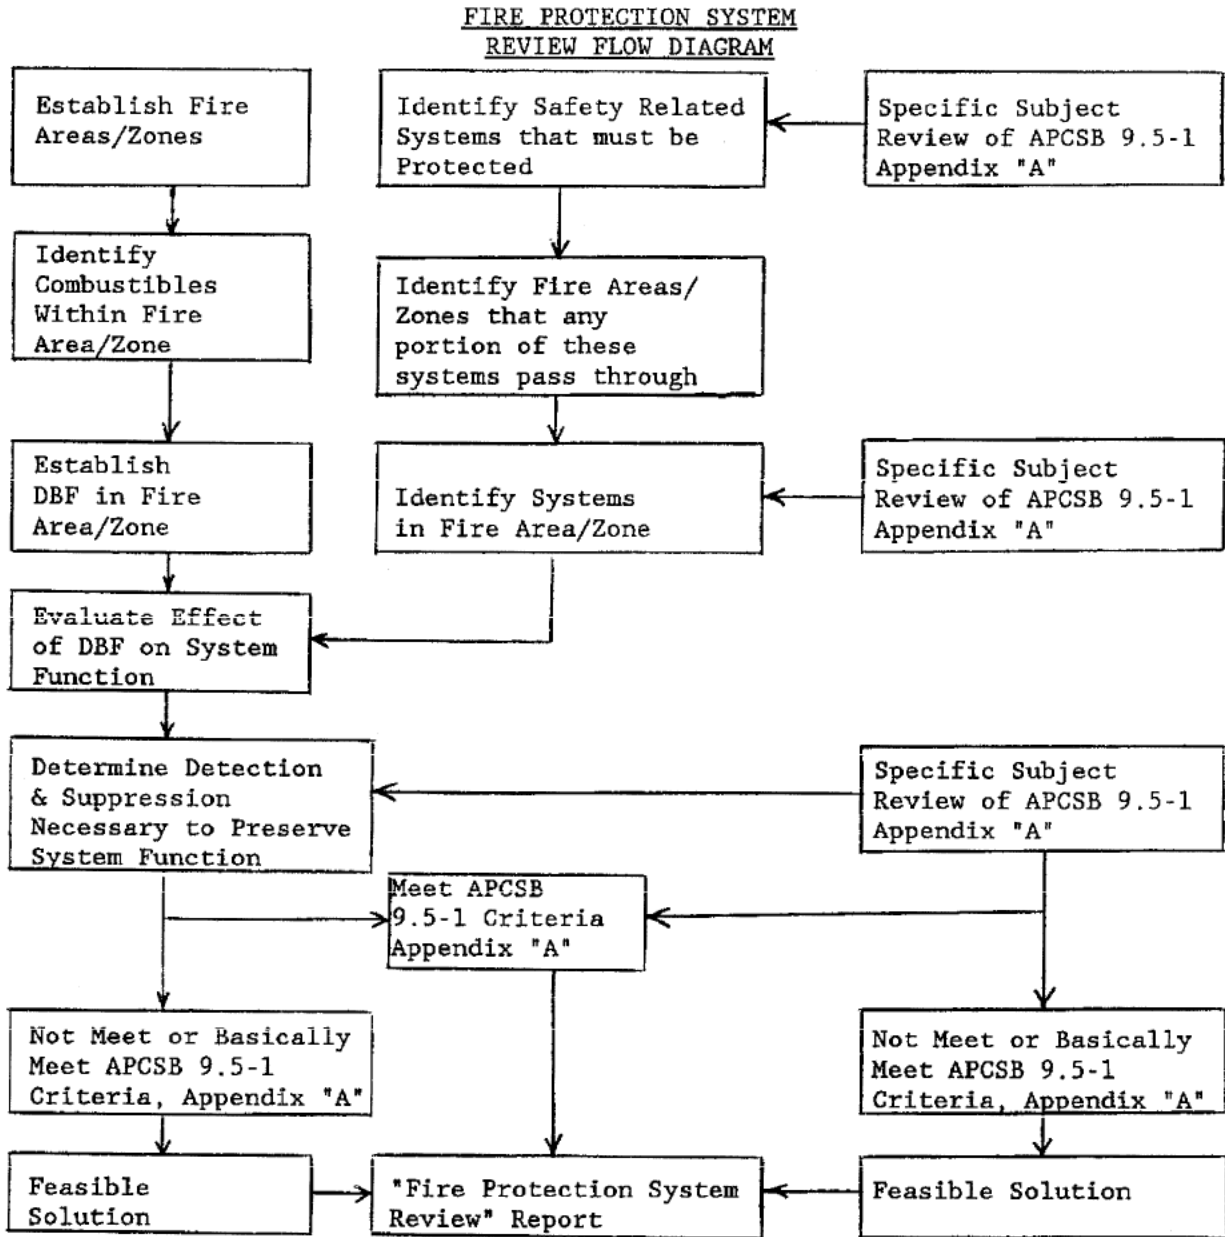 FIRE PROTECTION SYSTEM
REVIEW FLOW DIAGRAM
Establish Fire
Areas/Zones
Identify Safety Related
Systems that must be
Protected
Specific Subject
Review of APCSB 9.5-1
Appendix "A"
Identify
Combustibles
Within Fire
Area/Zone
Identify Fire Areas/
Zones that any
portion of these
systems pass through
Establish
DBF in Fire
Area/Zone
Identify Systems
in Fire Area/Zone
Specific Subject
Review of APCSB 9.5-1
Appendix "A"
Evaluate Effect
of DBF on System
Function
Determine Detection
& Suppression
Necessary to Preserve
System Function
Specific Subject
Review of APCSB 9.5-1
Appendix "A"
Meet APCSB
9.5-1 Criteria
Appendix "A"
Not Meet or Basically
Meet APCSB 9.5-1
Criteria, Appendix "A"
Not Meet or Basically
Meet APCSB 9.5-1
Criteria, Appendix "A"
Feasible
Solution
"Fire Protection System
Review" Report
Feasible Solution